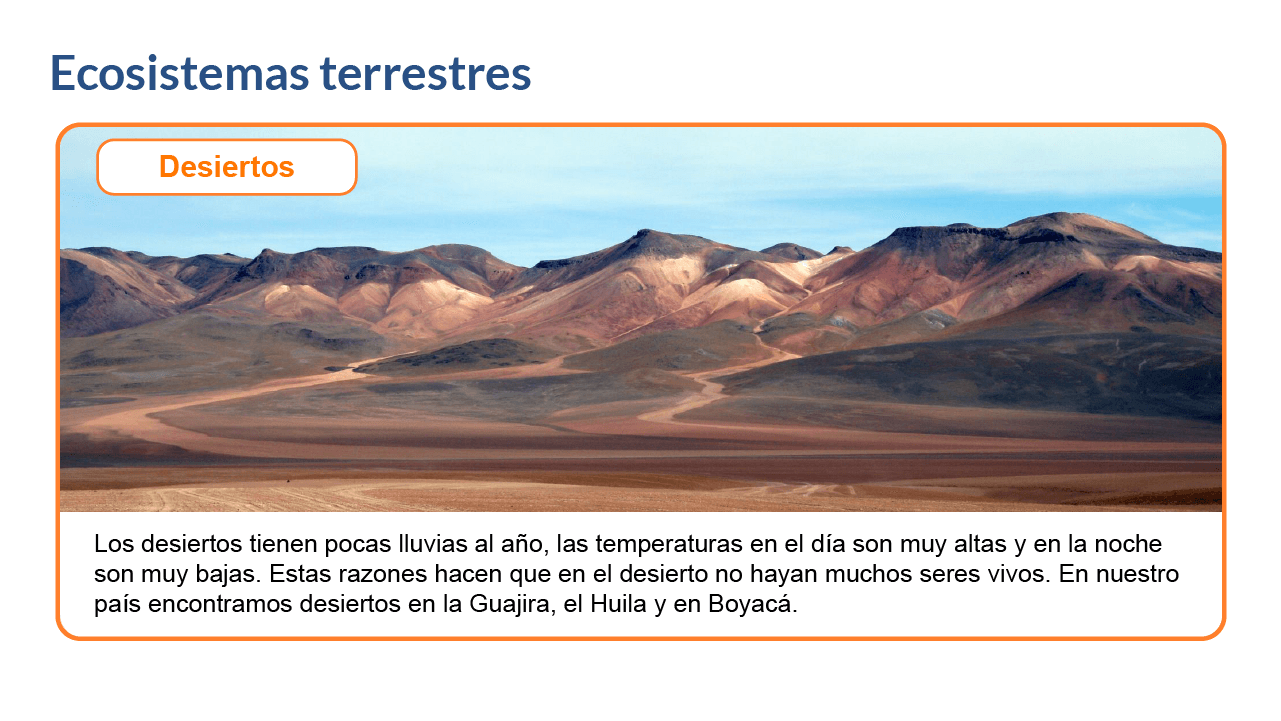 Ecosistemas terrestres
Desiertos
Los desiertos tienen pocas lluvias al año, las temperaturas en el día son muy altas y en la noche
son muy bajas. Estas razones hacen que en el desierto no hayan muchos seres vivos. En nuestro
país encontramos desiertos en la Guajira, el Huila y en Boyacá.